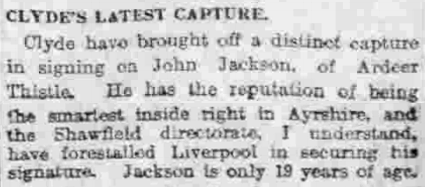 CLYDE'S LATEST CAPTURE.
Clyde have brought off a distinct capture
in signing on John Jackson, of Ardeer
Thistle. He has the reputation of being
the smartest inside right in Ayrshire, and
the Shawfield directorate, I understand,
have forestalled Liverpool in securing his
signature. Jackson is only 19 years of age.